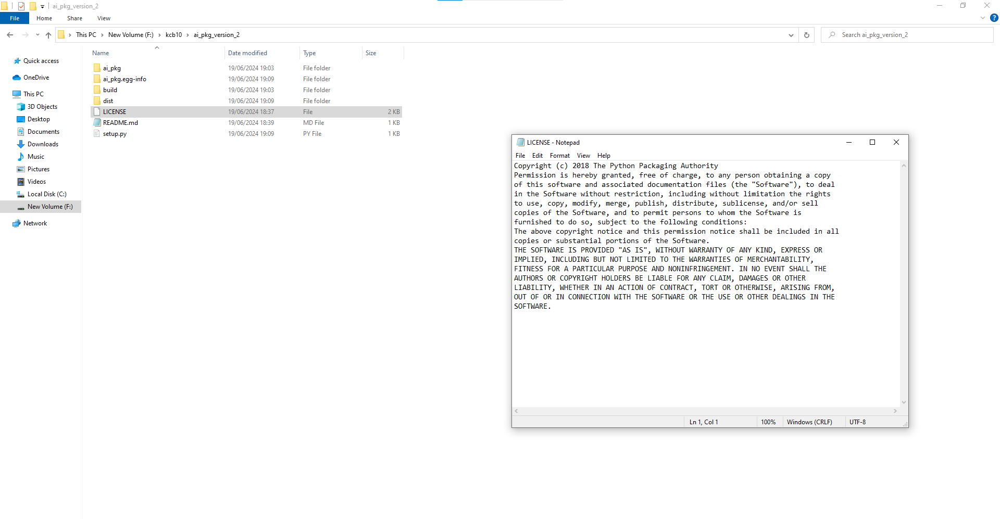 ai_pkg_version_2
File Home Share View
This PC New Volume (F:) kcb10 ai_pkg_version_2
Search ai_pkg_version_2
Quick access
OneDrive
This PC
3D Objects
Desktop
Documents
Downloads
Music
Pictures
Videos
Local Disk (C:)
New Volume (F:)
Network
Name Date modified Type Size
ai_pkg 19/06/2024 19:03 File folder
ai_pkg.egg-info 19/06/2024 19:09 File folder
build 19/06/2024 19:03 File folder
dist 19/06/2024 19:09 File folder
LICENSE 19/06/2024 18:37 File 2 KB
README.md 19/06/2024 18:39 MD File 1 KB
setup.py 19/06/2024 19:09 PY File 1 KB
LICENSE - Notepad
File Edit Format View Help
Copyright (c) 2018 The Python Packaging Authority
Permission is hereby granted, free of charge, to any person obtaining a copy
of this software and associated documentation files (the "Software"), to deal
in the Software without restriction, including without limitation the rights
to use, copy, modify, merge, publish, distribute, sublicense, and/or sell
copies of the Software, and to permit persons to whom the Software is
furnished to do so, subject to the following conditions:
The above copyright notice and this permission notice shall be included in all
copies or substantial portions of the Software.
THE SOFTWARE IS PROVIDED "AS IS", WITHOUT WARRANTY OF ANY KIND, EXPRESS OR
IMPLIED, INCLUDING BUT NOT LIMITED TO THE WARRANTIES OF MERCHANTABILITY,
FITNESS FOR A PARTICULAR PURPOSE AND NONINFRINGEMENT. IN NO EVENT SHALL THE
AUTHORS OR COPYRIGHT HOLDERS BE LIABLE FOR ANY CLAIM, DAMAGES OR OTHER
LIABILITY, WHETHER IN AN ACTION OF CONTRACT, TORT OR OTHERWISE, ARISING FROM,
OUT OF OR IN CONNECTION WITH THE SOFTWARE OR THE USE OR OTHER DEALINGS IN THE
SOFTWARE.
Ln 1, Col 1 100% Windows (CRLF) UTF-8